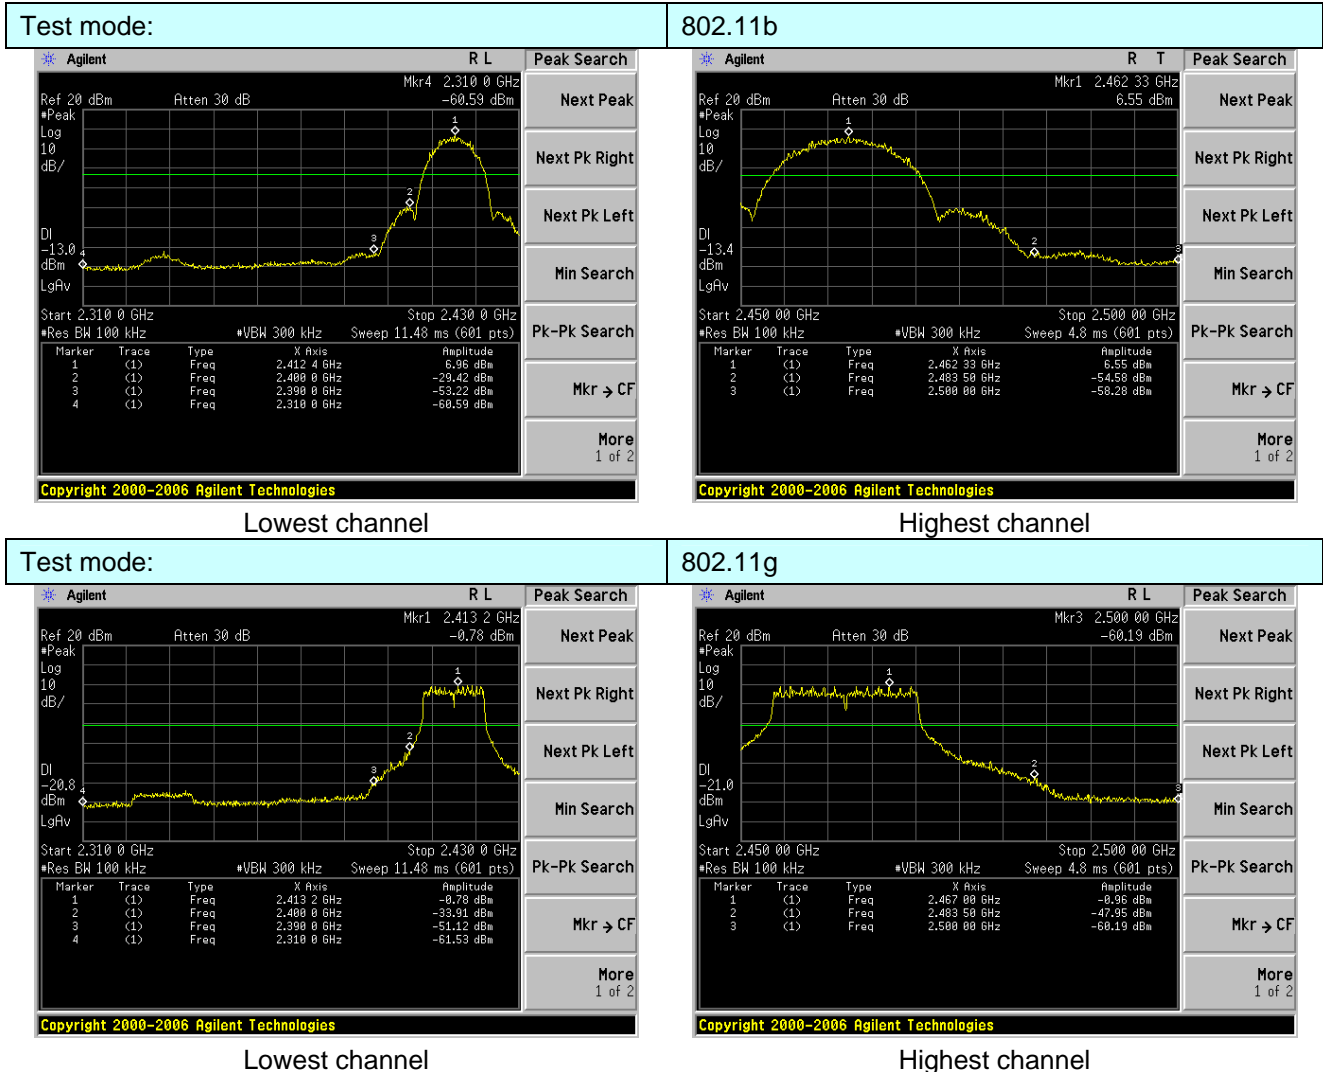 Test mode: 802.11b
Agilent R L Peak Search
Mkr4 2.310 0 GHz
Ref 20 dBm Atten 30 dB -60.59 dBm
#Peak
Log
10
dB/
1
2
3
4
DI
-13.0
dBm
LgAv
Start 2.310 0 GHz Stop 2.430 0 GHz
#Res BW 100 kHz #VBW 300 kHz Sweep 11.48 ms (601 pts)
Marker Trace Type X Axis Amplitude
1 (1) Freq 2.412 4 GHz 6.96 dBm
2 (1) Freq 2.400 0 GHz -29.42 dBm
3 (1) Freq 2.390 0 GHz -53.22 dBm
4 (1) Freq 2.310 0 GHz -60.59 dBm
Next Peak
Next Pk Right
Next Pk Left
Min Search
Pk-Pk Search
Mkr → CF
More
1 of 2
Copyright 2000-2006 Agilent Technologies
Lowest channel
Agilent R T Peak Search
Mkr1 2.462 33 GHz
Ref 20 dBm Atten 30 dB 6.55 dBm
#Peak
Log
10
dB/
1
2
3
DI
-13.4
dBm
LgAv
Start 2.450 00 GHz Stop 2.500 00 GHz
#Res BW 100 kHz #VBW 300 kHz Sweep 4.8 ms (601 pts)
Marker Trace Type X Axis Amplitude
1 (1) Freq 2.462 33 GHz 6.55 dBm
2 (1) Freq 2.483 50 GHz -54.58 dBm
3 (1) Freq 2.500 00 GHz -58.28 dBm
Next Peak
Next Pk Right
Next Pk Left
Min Search
Pk-Pk Search
Mkr → CF
More
1 of 2
Copyright 2000-2006 Agilent Technologies
Highest channel
Test mode: 802.11g
Agilent R L Peak Search
Mkr1 2.413 2 GHz
Ref 20 dBm Atten 30 dB -0.78 dBm
#Peak
Log
10
dB/
1
2
3
4
DI
-20.8
dBm
LgAv
Start 2.310 0 GHz Stop 2.430 0 GHz
#Res BW 100 kHz #VBW 300 kHz Sweep 11.48 ms (601 pts)
Marker Trace Type X Axis Amplitude
1 (1) Freq 2.413 2 GHz -0.78 dBm
2 (1) Freq 2.400 0 GHz -33.91 dBm
3 (1) Freq 2.390 0 GHz -51.12 dBm
4 (1) Freq 2.310 0 GHz -61.53 dBm
Next Peak
Next Pk Right
Next Pk Left
Min Search
Pk-Pk Search
Mkr → CF
More
1 of 2
Copyright 2000-2006 Agilent Technologies
Lowest channel
Agilent R L Peak Search
Mkr3 2.500 00 GHz
Ref 20 dBm Atten 30 dB -60.19 dBm
#Peak
Log
10
dB/
1
2
3
DI
-21.0
dBm
LgAv
Start 2.450 00 GHz Stop 2.500 00 GHz
#Res BW 100 kHz #VBW 300 kHz Sweep 4.8 ms (601 pts)
Marker Trace Type X Axis Amplitude
1 (1) Freq 2.467 00 GHz -0.96 dBm
2 (1) Freq 2.483 50 GHz -47.95 dBm
3 (1) Freq 2.500 00 GHz -60.19 dBm
Next Peak
Next Pk Right
Next Pk Left
Min Search
Pk-Pk Search
Mkr → CF
More
1 of 2
Copyright 2000-2006 Agilent Technologies
Highest channel